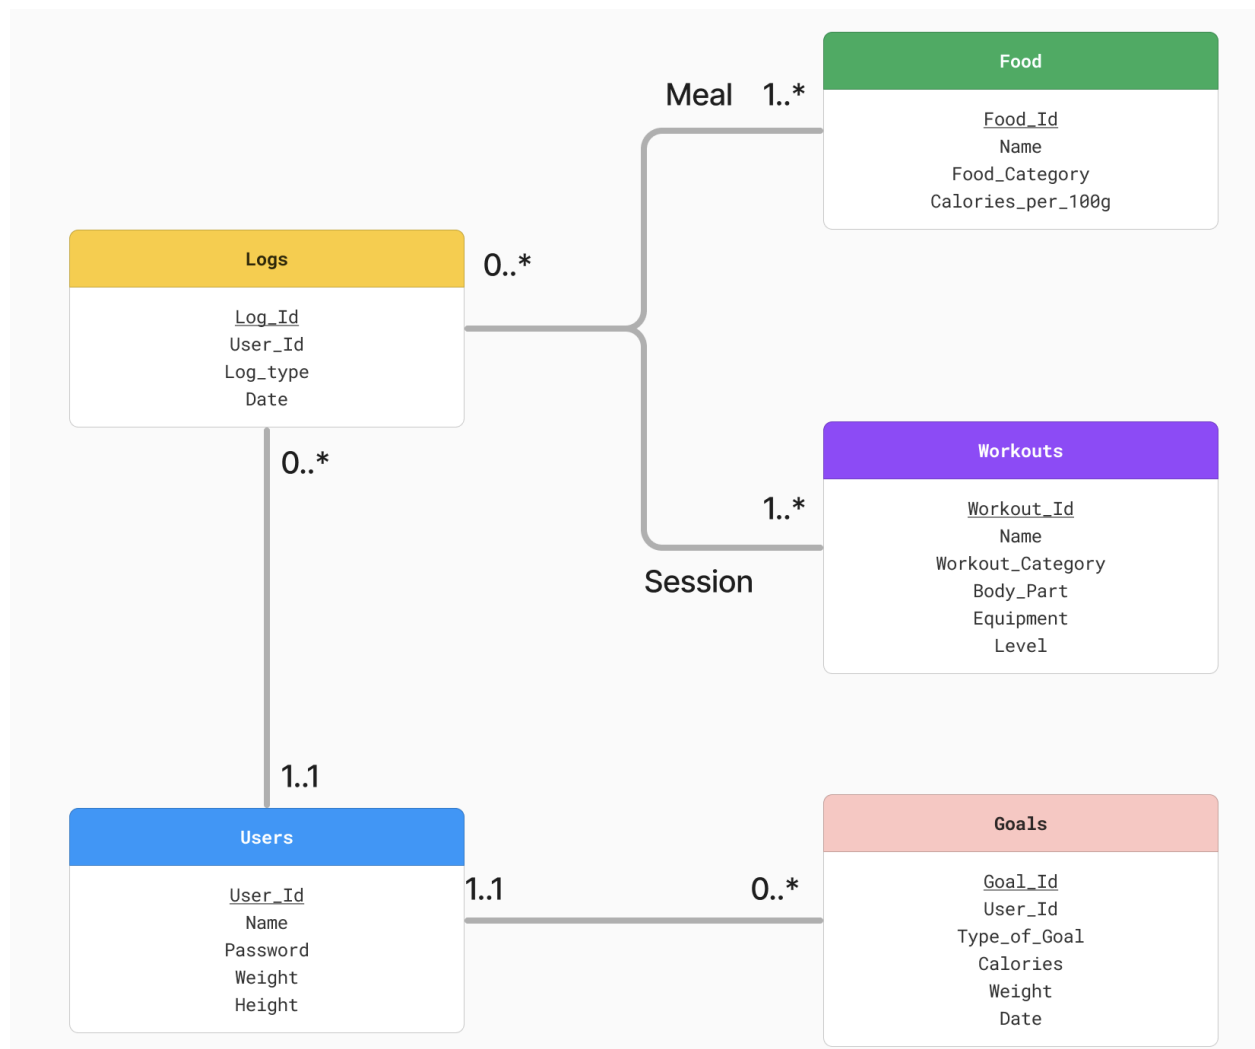 Meal 1..*
Food
Food_Id
Name
Food_Category
Calories_per_100g
Logs
0..*
Log_Id
User_Id
Log_type
Date
0..*
Workouts
1..*
Workout_Id
Name
Workout_Category
Body_Part
Equipment
Level
Session
1..1
Users
User_Id
Name
Password
Weight
Height
1..1
0..*
Goals
Goal_Id
User_Id
Type_of_Goal
Calories
Weight
Date